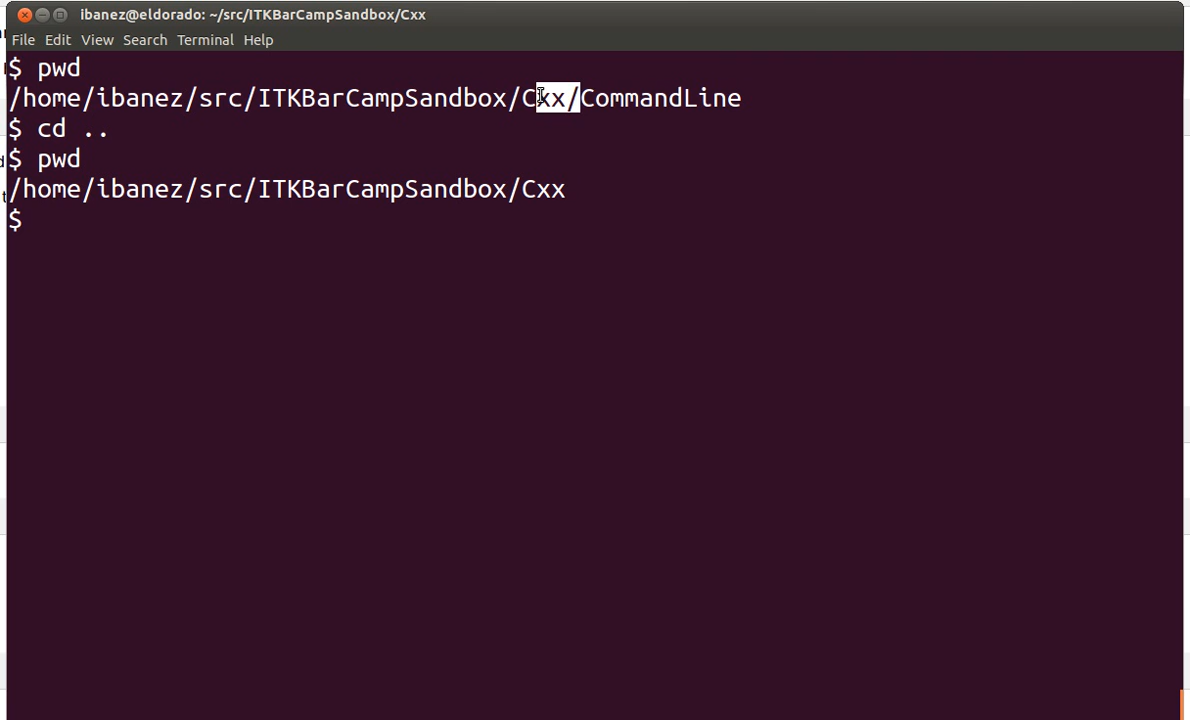 ibanez@eldorado: ~/src/ITKBarCampSandbox/Cxx
File Edit View Search Terminal Help
$ pwd
/home/ibanez/src/ITKBarCampSandbox/Cxx/CommandLine
$ cd ..
$ pwd
/home/ibanez/src/ITKBarCampSandbox/Cxx
$